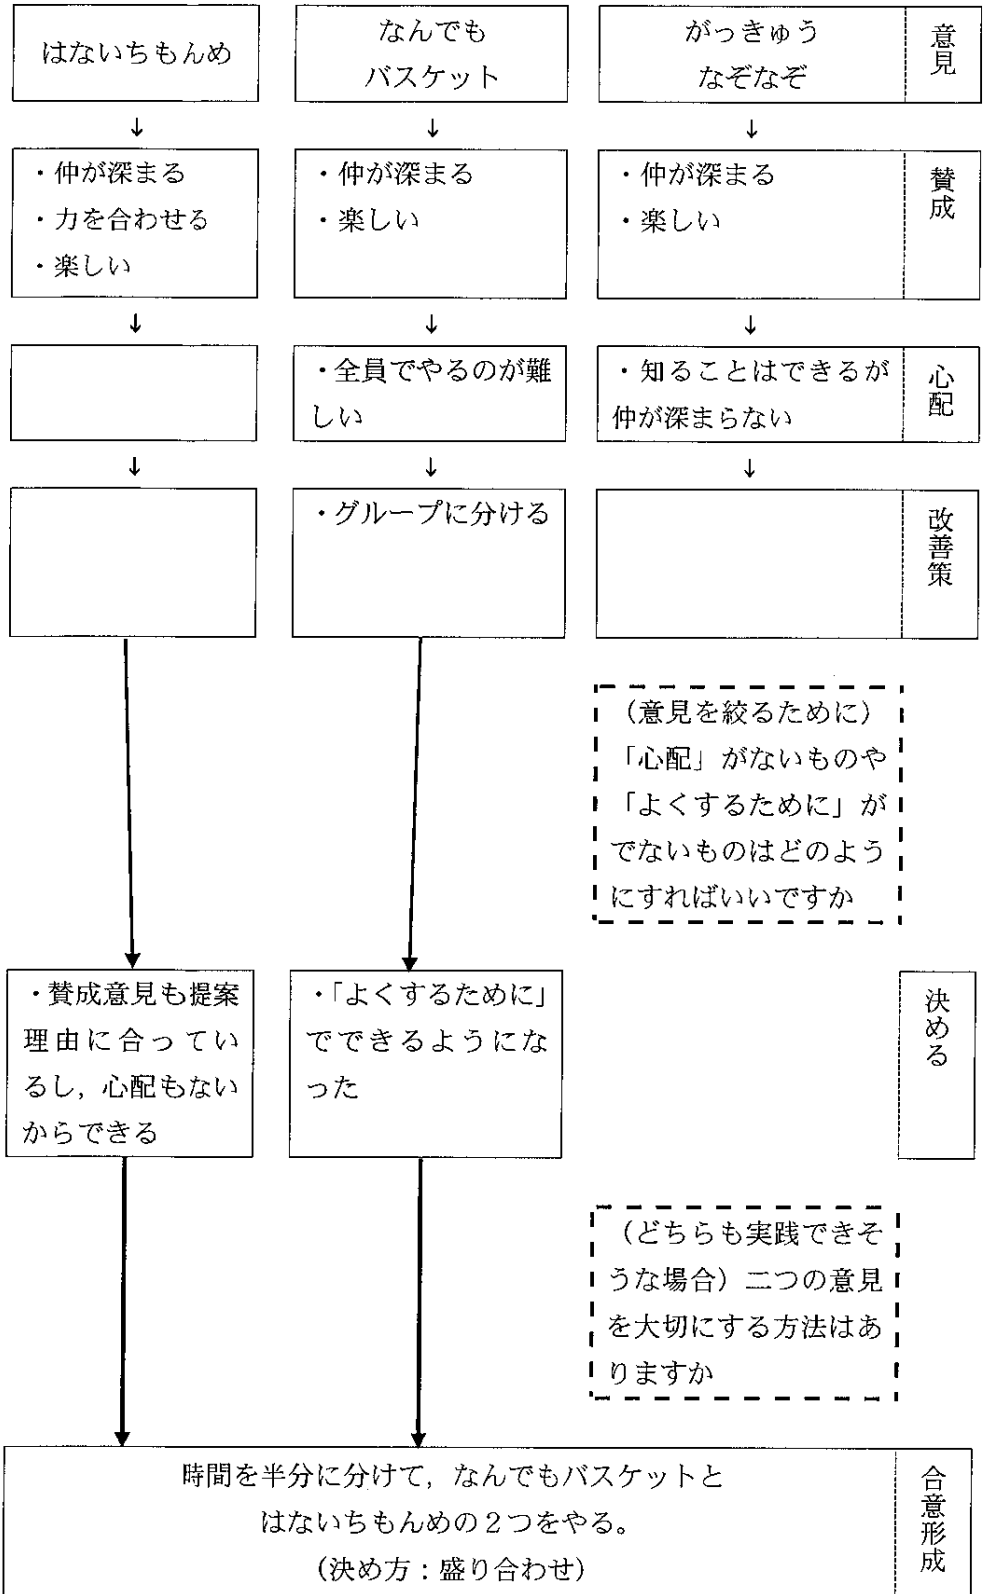 はないちもんめ
なんでも
バスケット
がっきゅう
なぞなぞ
意見
↓
↓
↓
・仲が深まる
・力を合わせる
・楽しい
・仲が深まる
・楽しい
・仲が深まる
・楽しい
賛成
↓
↓
↓
・全員でやるのが難
しい
・知ることはできるが
仲が深まらない
心配
↓
↓
↓
・グループに分ける
改善策
（意見を絞るために）
「心配」がないものや
「よくするために」が
でないものはどのよう
にすればいいですか
・賛成意見も提案
理由に合ってい
るし，心配もない
からできる
・「よくするために」
でできるようにな
った
決める
（どちらも実践できそ
うな場合）二つの意見
を大切にする方法はあ
りますか
時間を半分に分けて，なんでもバスケットと
はないちもんめの２つをやる。
（決め方：盛り合わせ）
合意形成